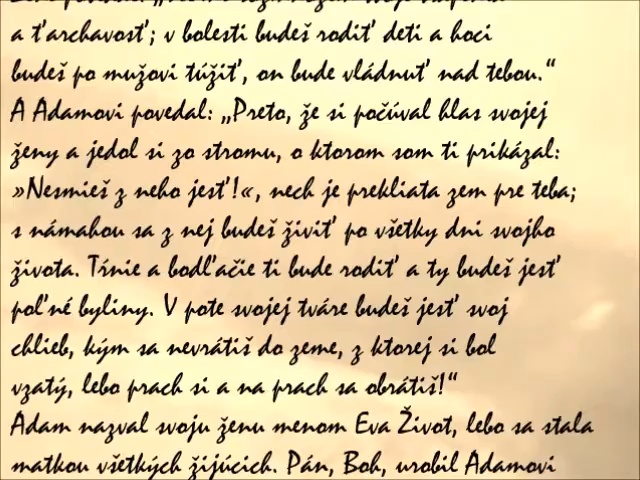 a ťarchavosť; v bolesti budeš rodiť deti a hoci
budeš po mužovi túžiť, on bude vládnuť nad tebou.“
A Adamovi povedal: „Preto, že si počúval hlas svojej
ženy a jedol si zo stromu, o ktorom som ti prikázal:
»Nesmieš z neho jesť!«, nech je prekliata zem pre teba;
s námahou sa z nej budeš živiť po všetky dni svojho
života. Tŕnie a bodľačie ti bude rodiť a ty budeš jesť
poľné byliny. V pote svojej tváre budeš jesť svoj
chlieb, kým sa nevrátiš do zeme, z ktorej si bol
vzatý, lebo prach si a na prach sa obrátiš!“
Adam nazval svoju ženu menom Eva Život, lebo sa stala
matkou všetkých žijúcich. Pán, Boh, urobil Adamovi